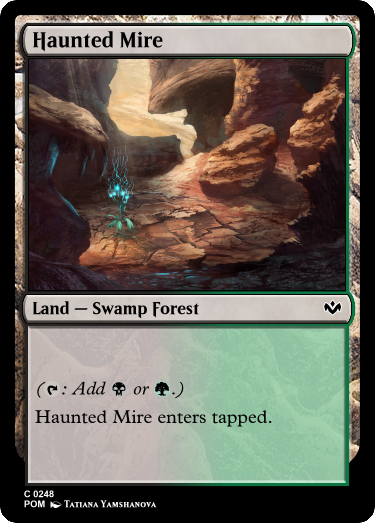 Haunted Mire
Land — Swamp Forest
(: Add or .)
Haunted Mire enters tapped.
C 0248
POM Tatiana Yamshanova